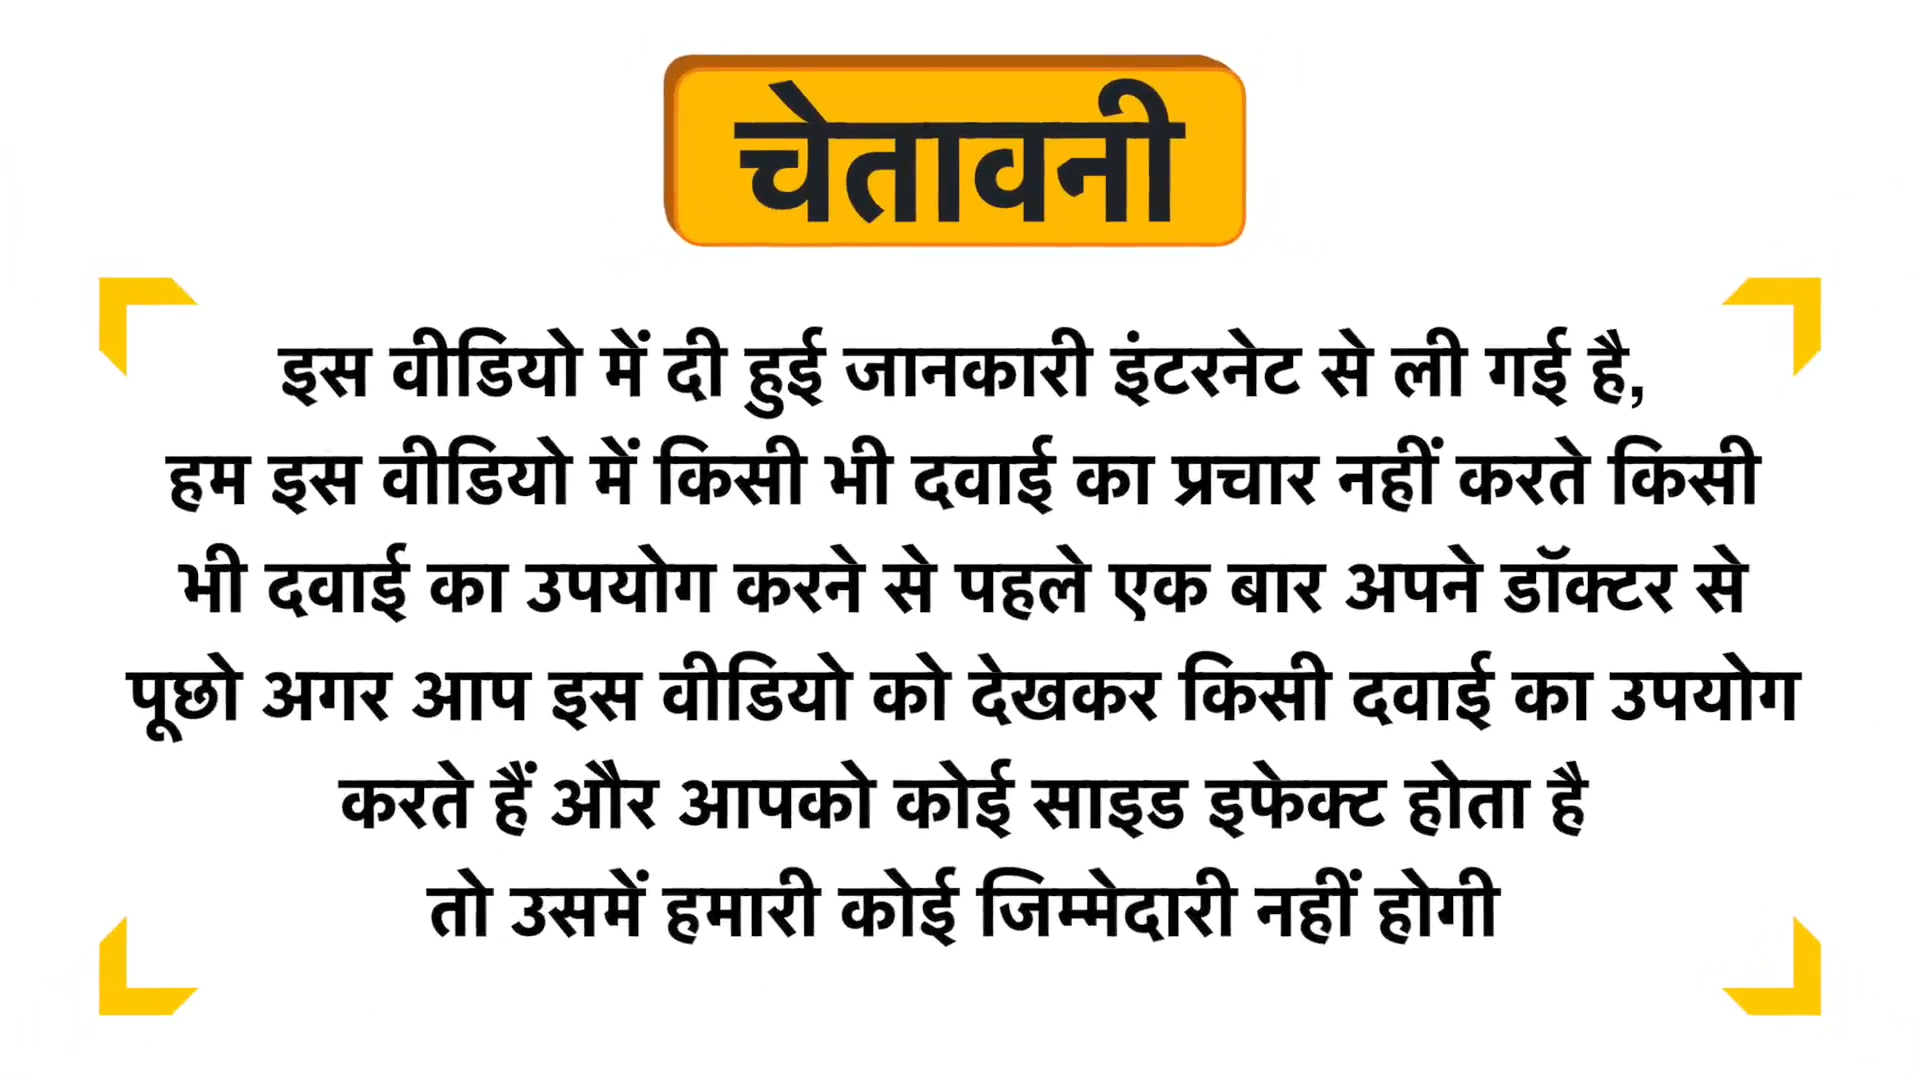 चेतावनी
इस वीडियो में दी हुई जानकारी इंटरनेट से ली गई है,
हम इस वीडियो में किसी भी दवाई का प्रचार नहीं करते किसी
भी दवाई का उपयोग करने से पहले एक बार अपने डॉक्टर से
पूछो अगर आप इस वीडियो को देखकर किसी दवाई का उपयोग
करते हैं और आपको कोई साइड इफेक्ट होता है
तो उसमें हमारी कोई जिम्मेदारी नहीं होगी